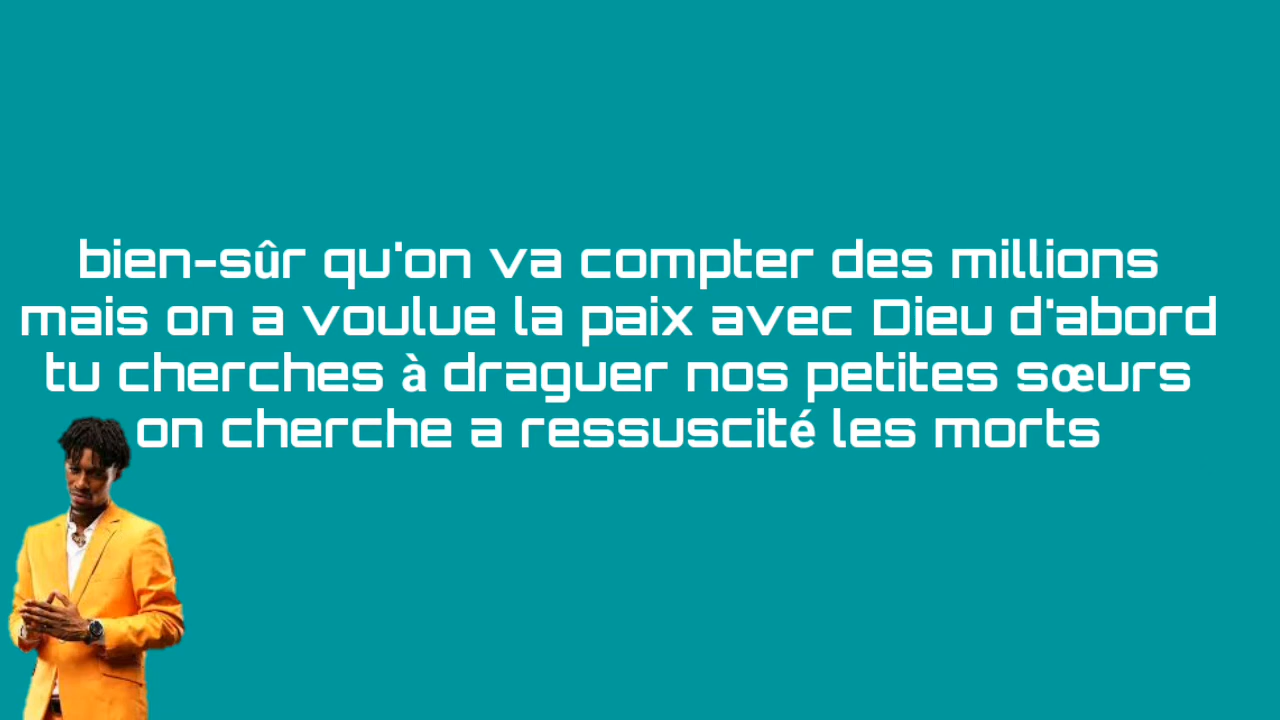 bien-sûr qu'on va compter des millions
mais on a voulue la paix avec Dieu d'abord
tu cherches à draguer nos petites sœurs
on cherche a ressuscité les morts